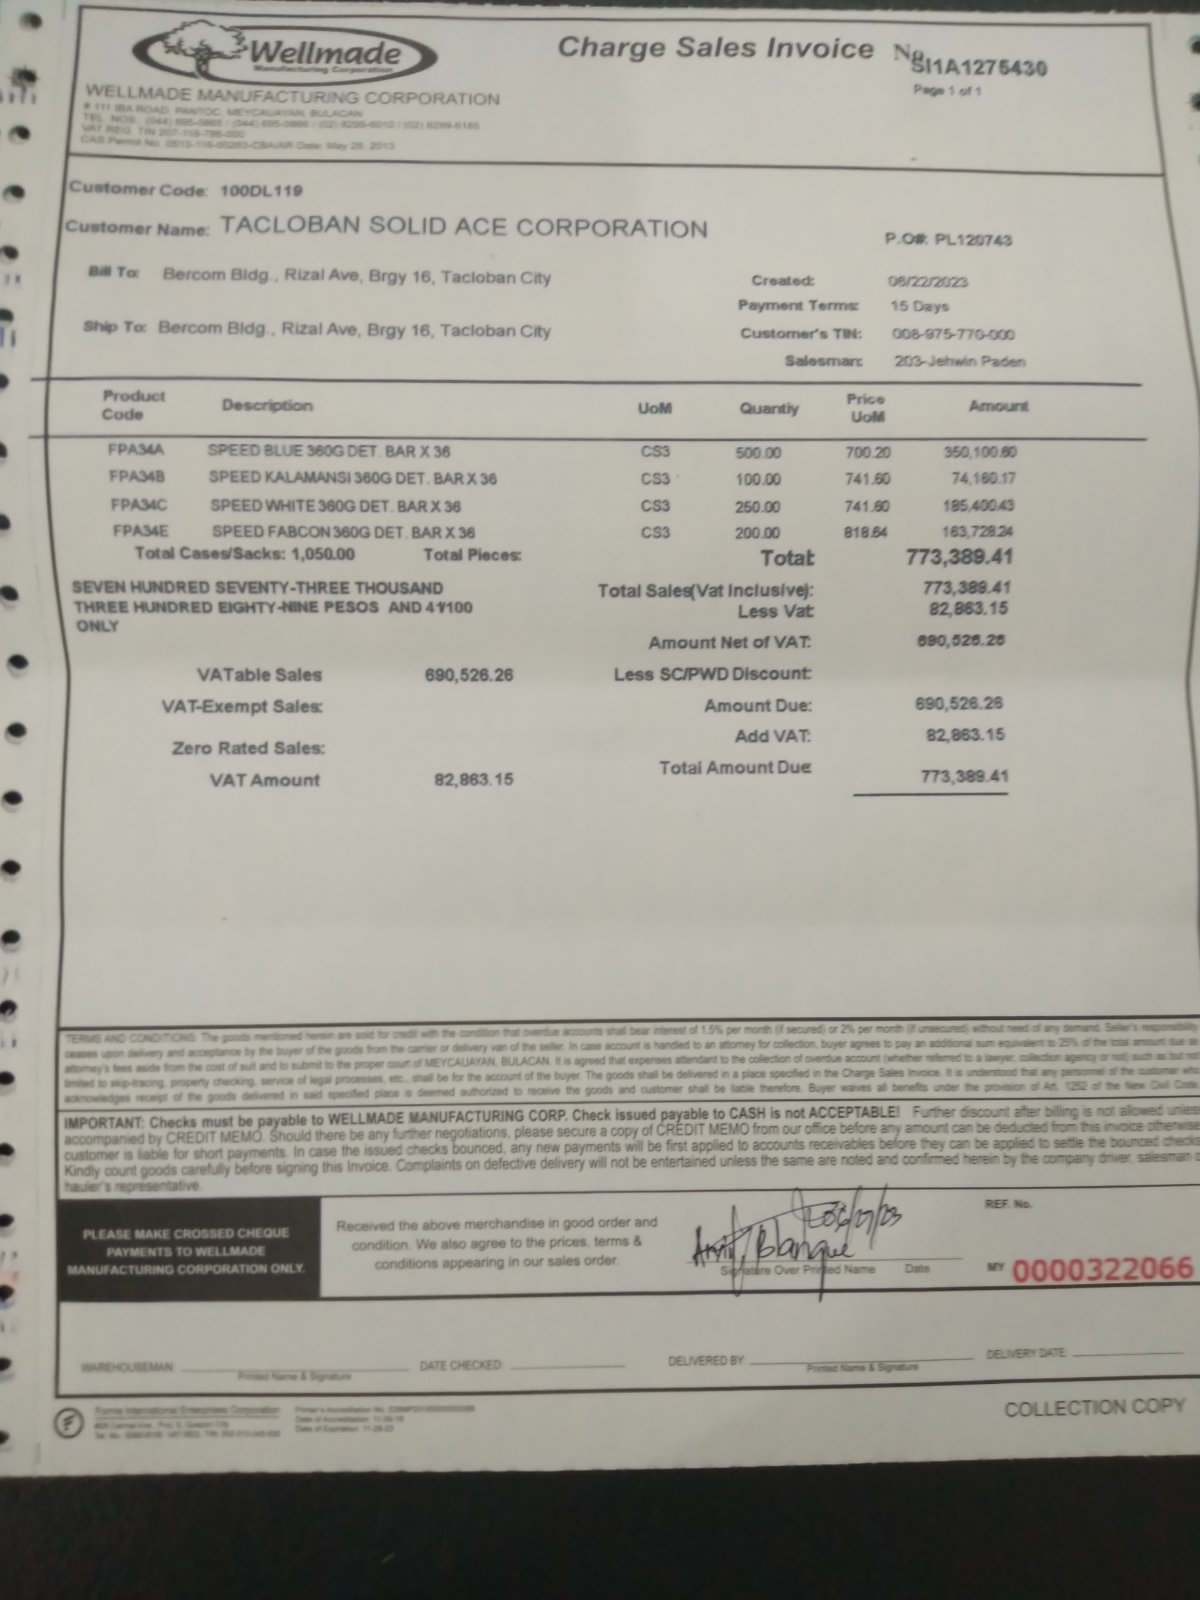 Wellmade
Manufacturing Corporation
Charge Sales Invoice No. SI1A1275430
Page 1 of 1
WELLMADE MANUFACTURING CORPORATION
# 111 IBA ROAD, PANTOC, MEYCAUAYAN, BULACAN
TEL. NOS. (044) 695-0865 / (044) 695-0866 / (02) 8299-6010 / (02) 8299-6165
VAT REG. TIN 207-119-786-000
CAS Permit No. Date: May 28, 2013
Customer Code: 100DL119
Customer Name: TACLOBAN SOLID ACE CORPORATION
P.O#: PL120743
Bill To: Bercom Bldg., Rizal Ave, Brgy 16, Tacloban City
Created: 06/22/2023
Payment Terms: 15 Days
Ship To: Bercom Bldg., Rizal Ave, Brgy 16, Tacloban City
Customer's TIN: 008-975-770-000
Salesman: 203-Jehwin Paden
Product Code Description UoM Quantiy Price UoM Amount
FPA34A SPEED BLUE 360G DET. BAR X 36 CS3 500.00 700.20 350,100.60
FPA34B SPEED KALAMANSI 360G DET. BAR X 36 CS3 100.00 741.60 74,160.17
FPA34C SPEED WHITE 360G DET. BAR X 36 CS3 250.00 741.60 185,400.43
FPA34E SPEED FABCON 360G DET. BAR X 36 CS3 200.00 818.64 163,728.24
Total Cases/Sacks: 1,050.00 Total Pieces: Total: 773,389.41
SEVEN HUNDRED SEVENTY-THREE THOUSAND
THREE HUNDRED EIGHTY-NINE PESOS AND 41/100
ONLY
Total Sales(Vat Inclusive): 773,389.41
Less Vat: 82,863.15
Amount Net of VAT: 690,526.26
VATable Sales 690,526.26 Less SC/PWD Discount:
VAT-Exempt Sales: Amount Due: 690,526.26
Zero Rated Sales: Add VAT: 82,863.15
VAT Amount 82,863.15 Total Amount Due: 773,389.41
TERMS AND CONDITIONS: The goods mentioned herein are sold for credit with the condition that overdue accounts shall bear interest of 1.5% per month (if secured) or 2% per month (if unsecured) without need of any demand. Seller's responsibility
ceases upon delivery and acceptance by the buyer of the goods from the carrier or delivery van of the seller. In case account is handled to an attorney for collection, buyer agrees to pay an additional sum equivalent to 25% of the total amount due as
attorney's fees aside from the cost of suit and to submit to the proper court of MEYCAUAYAN, BULACAN. It is agreed that expenses attendant to the collection of overdue account (whether referred to a lawyer, collection agency or not) such as but not
limited to skip-tracing, property checking, service of legal processes, etc., shall be for the account of the buyer. The goods shall be delivered in a place specified in the Charge Sales Invoice. It is understood that any personnel of the customer who
acknowledges receipt of the goods delivered in said specified place is deemed authorized to receive the goods and customer shall be liable therefore. Buyer waives all benefits under the provision of Art. 1252 of the New Civil Code.
IMPORTANT: Checks must be payable to WELLMADE MANUFACTURING CORP. Check issued payable to CASH is not ACCEPTABLE! Further discount after billing is not allowed unless
accompanied by CREDIT MEMO. Should there be any further negotiations, please secure a copy of CREDIT MEMO from our office before any amount can be deducted from this invoice otherwise
customer is liable for short payments. In case the issued checks bounced, any new payments will be first applied to accounts receivables before they can be applied to settle the bounced checks
Kindly count goods carefully before signing this Invoice. Complaints on defective delivery will not be entertained unless the same are noted and confirmed herein by the company driver, salesman o
hauler's representative.
PLEASE MAKE CROSSED CHEQUE
PAYMENTS TO WELLMADE
MANUFACTURING CORPORATION ONLY.
Received the above merchandise in good order and
condition. We also agree to the prices, terms &
conditions appearing in our sales order.
Blanque
Signature Over Printed Name Date
REF. No.
MY 0000322066
WAREHOUSEMAN: Printed Name & Signature
DATE CHECKED:
DELIVERED BY Printed Name & Signature
DELIVERY DATE
Forms International Enterprises Corporation
Date of Expiration: 11-29-23
COLLECTION COPY